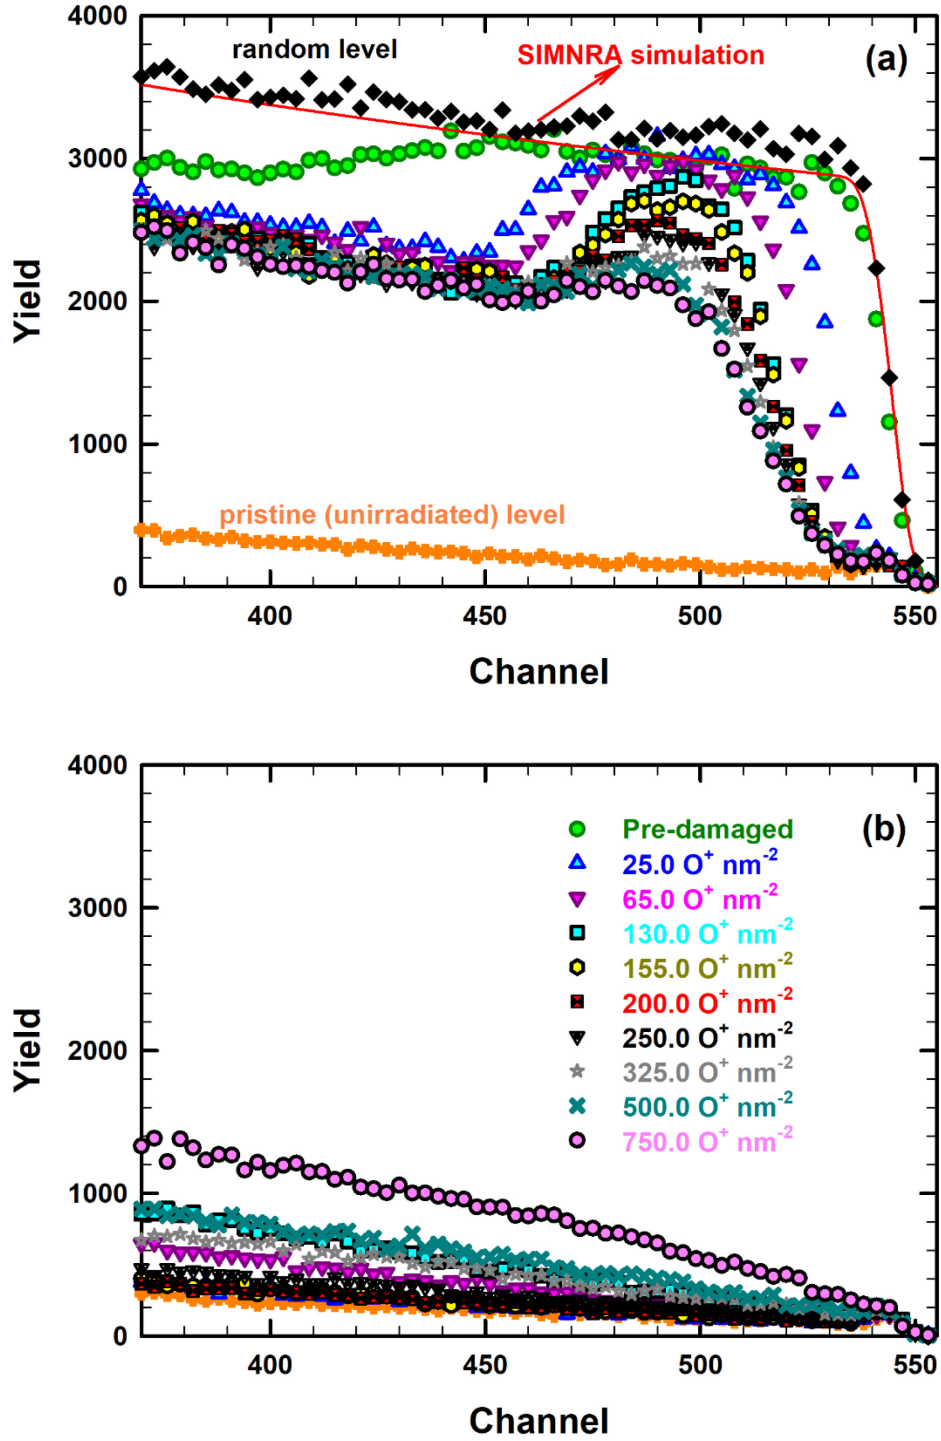 4000
random level
(a)
SIMNRA simulation
3000
Yield
2000
1000
pristine (unirradiated) level
0
400
450
500
550
Channel
4000
Pre-damaged
(b)
25.0 O⁺ nm⁻²
65.0 O⁺ nm⁻²
3000
130.0 O⁺ nm⁻²
155.0 O⁺ nm⁻²
200.0 O⁺ nm⁻²
Yield
2000
250.0 O⁺ nm⁻²
325.0 O⁺ nm⁻²
500.0 O⁺ nm⁻²
750.0 O⁺ nm⁻²
1000
0
400
450
500
550
Channel